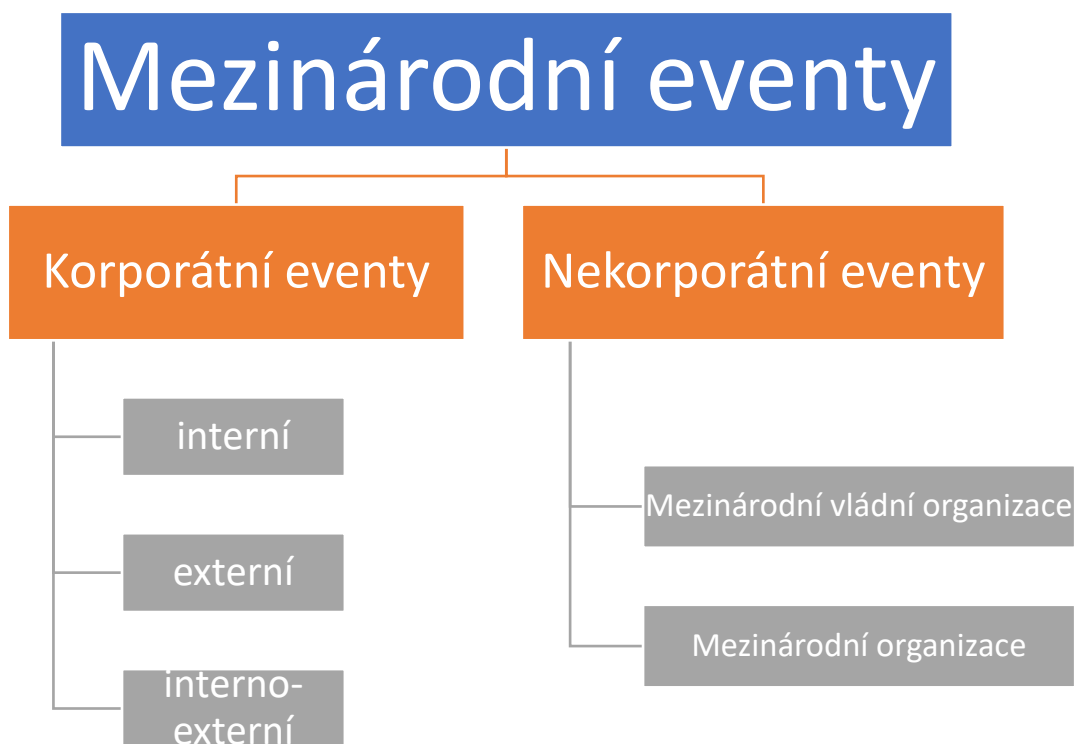 Mezinárodní eventy
Korporátní eventy
Nekorporátní eventy
interní
externí
interno-
externí
Mezinárodní vládní organizace
Mezinárodní organizace